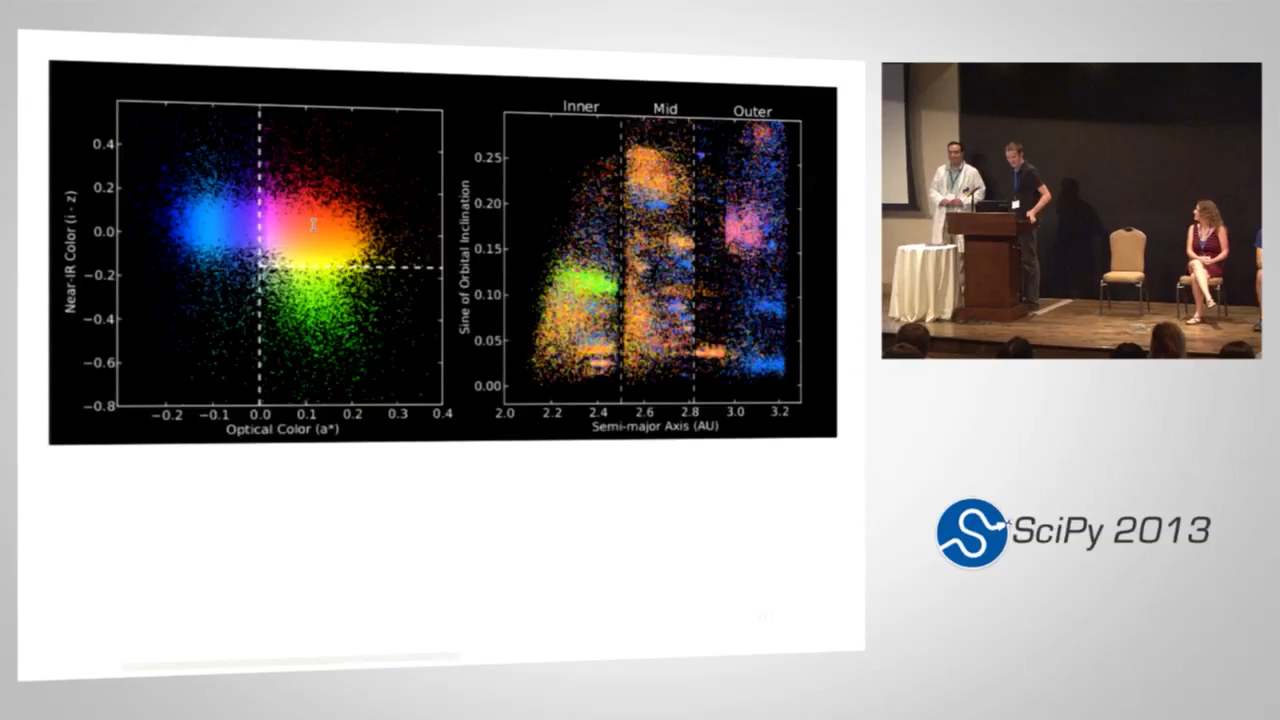 Near-IR Color (i - z)
0.4
0.2
0.0
−0.2
−0.4
−0.6
−0.8
−0.2 −0.1 0.0 0.1 0.2 0.3 0.4
Optical Color (a*)
Inner Mid Outer
Sine of Orbital Inclination
0.25
0.20
0.15
0.10
0.05
0.00
2.0 2.2 2.4 2.6 2.8 3.0 3.2
Semi-major Axis (AU)
SciPy 2013